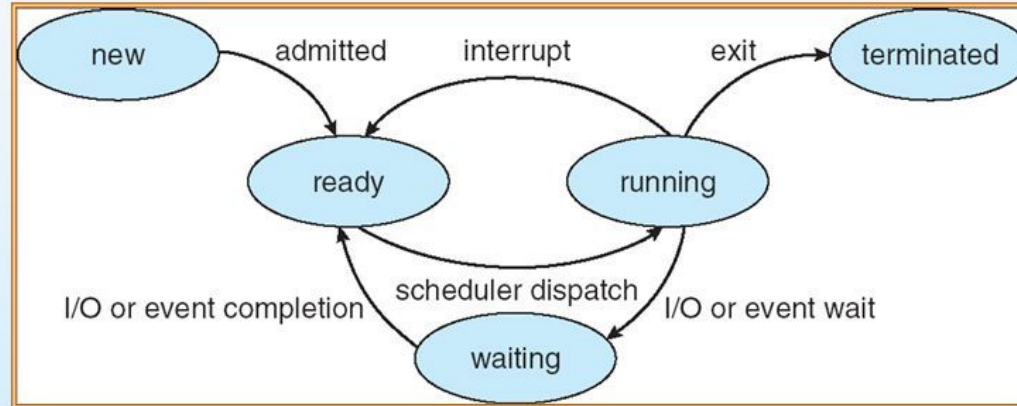 new
admitted
interrupt
exit
terminated
ready
running
scheduler dispatch
I/O or event completion
I/O or event wait
waiting